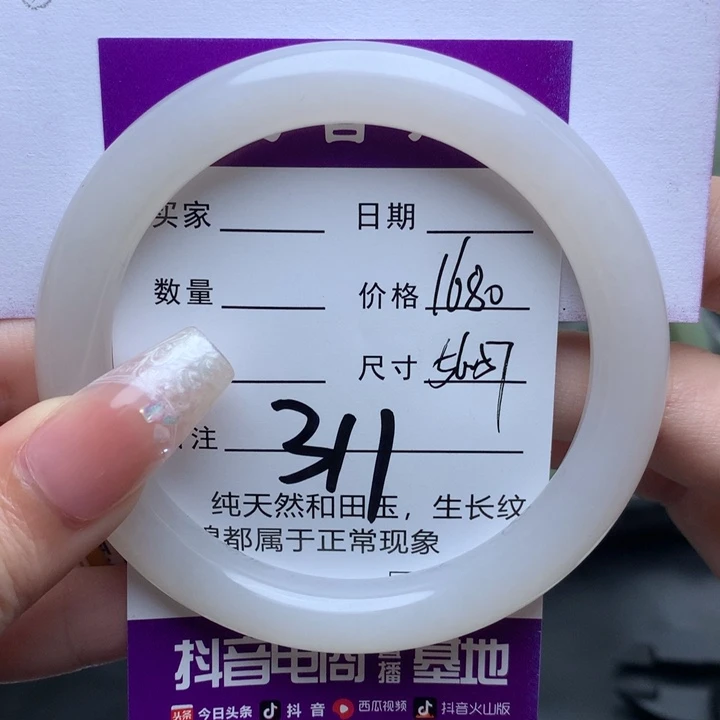 买家 日期
数量 价格 1680
尺寸 56-57
注 311
纯天然和田玉，生长纹
都属于正常现象
抖音电商直播基地
头条 今日头条 抖音 西瓜视频 抖音火山版